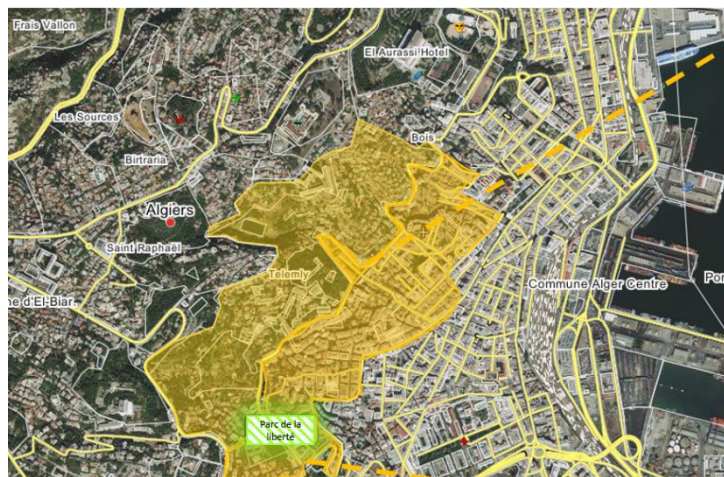 Frais Vallon
El Aurassi Hotel
Les Sources
Bois
Birtraria
Algiers
Saint Raphaël
Telemly
Commune Alger Centre
Por
ne d'El-Biar.
Parc de la
liberté